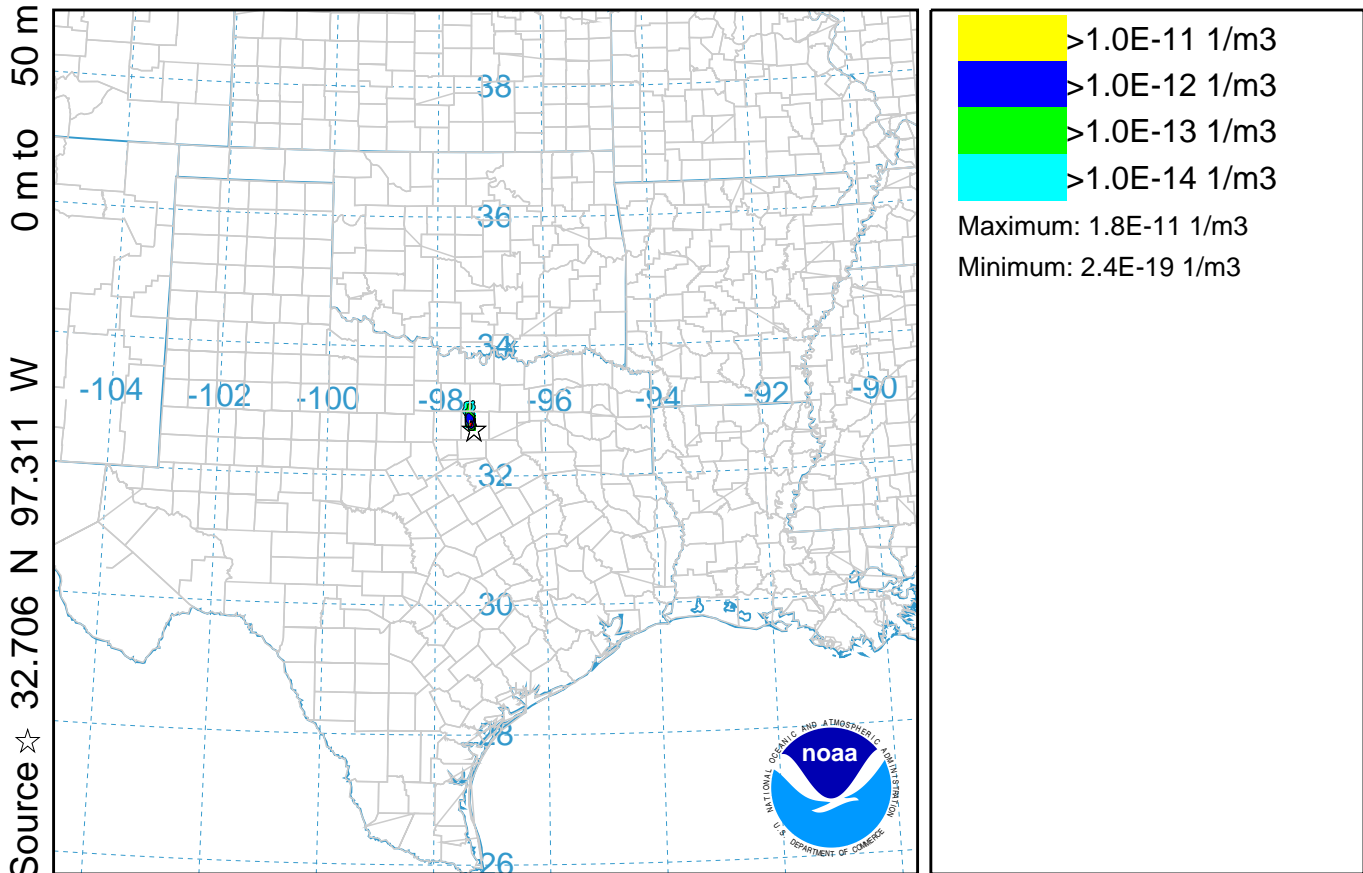 Source ☆ 32.706 N 97.311 W 0 m to 50 m
38
36
34
-104 -102 -100 -98 -96 -94 -92 -90
32
30
28
26
noaa
NATIONAL OCEANIC AND ATMOSPHERIC ADMINISTRATION
U.S. DEPARTMENT OF COMMERCE
>1.0E-11 1/m3
>1.0E-12 1/m3
>1.0E-13 1/m3
>1.0E-14 1/m3
Maximum: 1.8E-11 1/m3
Minimum: 2.4E-19 1/m3